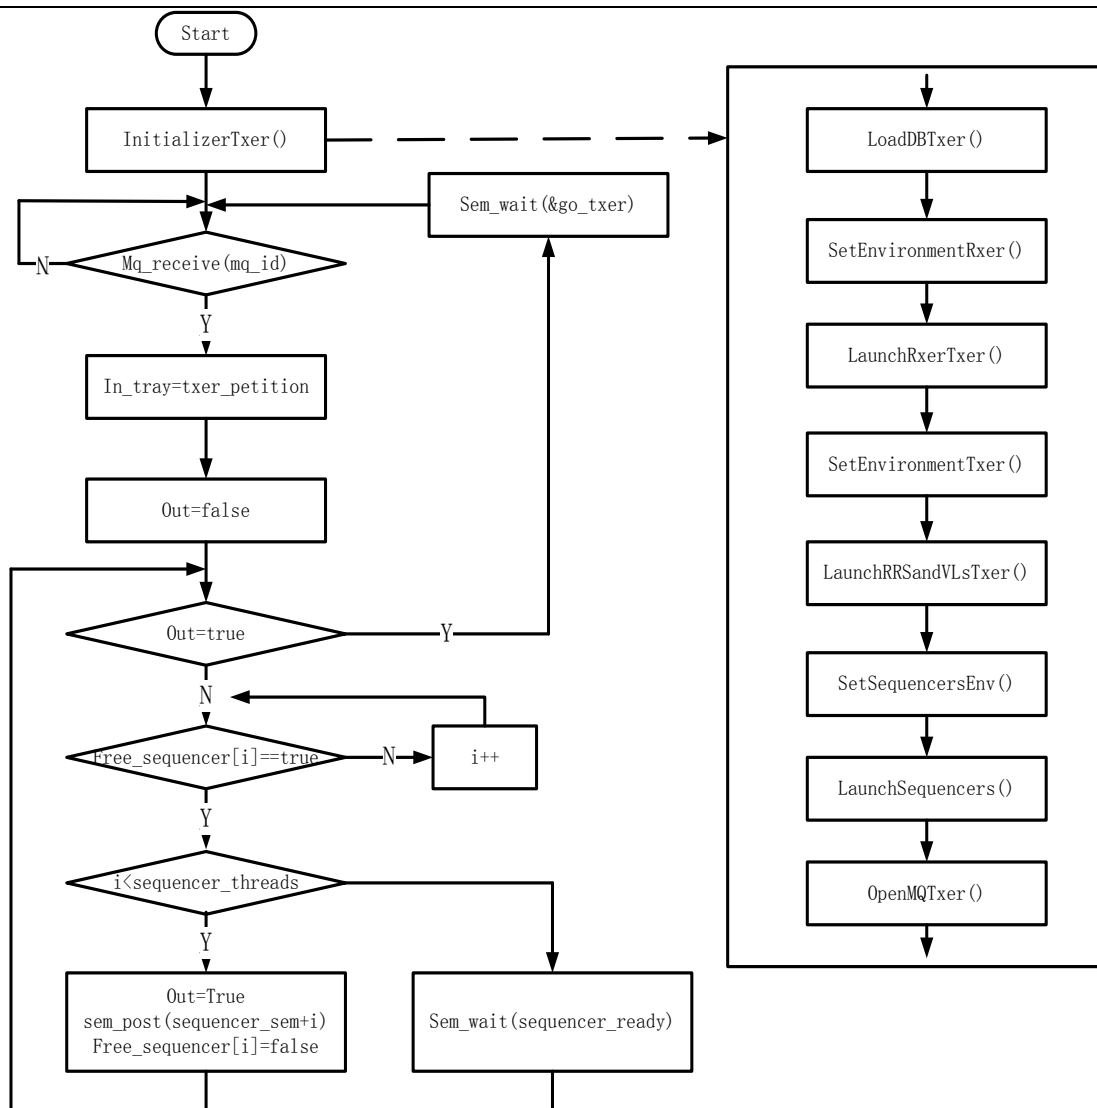 Start
InitializerTxer()
Sem_wait(&go_txer)
Mq_receive(mq_id)
N
Y
In_tray=txer_petition
Out=false
Out=true
Y
N
Free_sequencer[i]==true
N
i++
Y
i<sequencer_threads
Y
Out=True
sem_post(sequencer_sem+i)
Free_sequencer[i]=false
Sem_wait(sequencer_ready)
LoadDBTxer()
SetEnvironmentRxer()
LaunchRxerTxer()
SetEnvironmentTxer()
LaunchRRSandVLsTxer()
SetSequencersEnv()
LaunchSequencers()
OpenMQTxer()